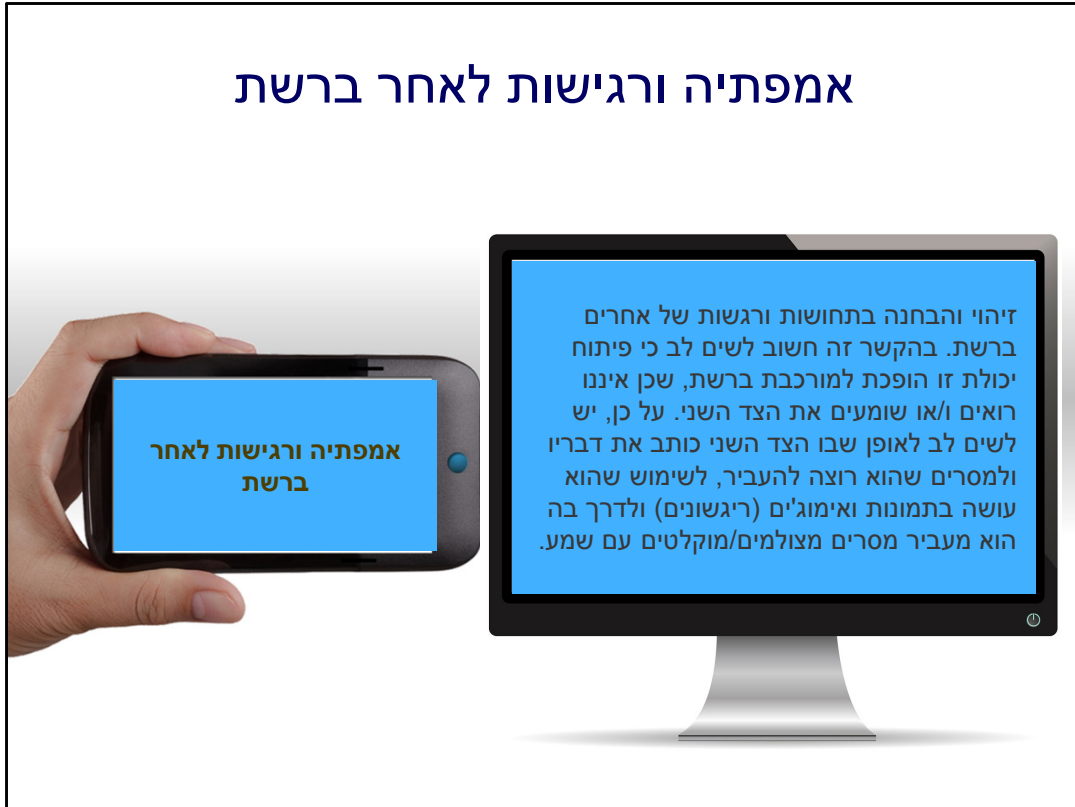 אמפתיה ורגישות לאחר ברשת
זיהוי והבחנה בתחושות ורגשות של אחרים
ברשת. בהקשר זה חשוב לשים לב כי פיתוח
יכולת זו הופכת למורכבת ברשת, שכן איננו
רואים ו/או שומעים את הצד השני. על כן, יש
לשים לב לאופן שבו הצד השני כותב את דבריו
ולמסרים שהוא רוצה להעביר, לשימוש שהוא
עושה בתמונות ואימוג'ים (ריגשונים) ולדרך בה
הוא מעביר מסרים מצולמים/מוקלטים עם שמע.
אמפתיה ורגישות לאחר
ברשת